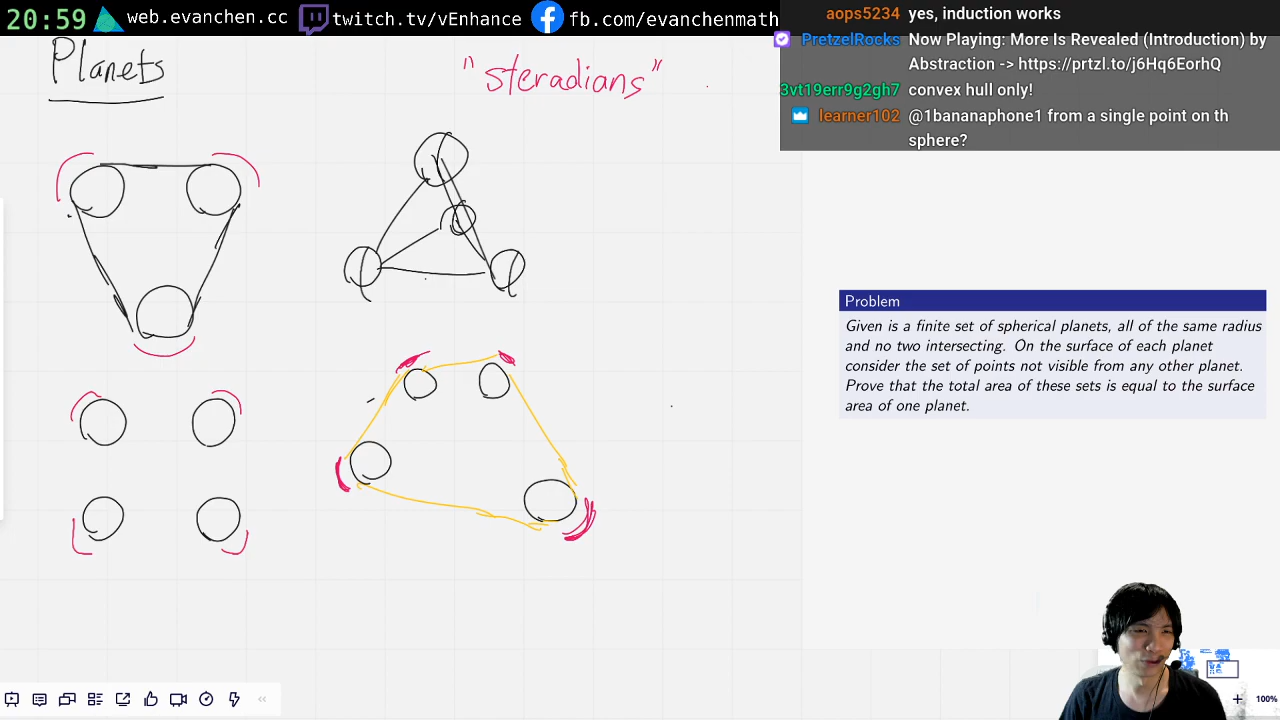 20:59 web.evanchen.cc twitch.tv/vEnhance fb.com/evanchenmath
aops5234 yes, induction works
PretzelRocks Now Playing: More Is Revealed (Introduction) by
Abstraction -> https://prtzl.to/j6Hq6EorhQ
3vt19err9g2gh7 convex hull only!
learner102 @1bananaphone1 from a single point on th
sphere?
Planets
"steradians"
Problem
Given is a finite set of spherical planets, all of the same radius
and no two intersecting. On the surface of each planet
consider the set of points not visible from any other planet.
Prove that the total area of these sets is equal to the surface
area of one planet.
100%